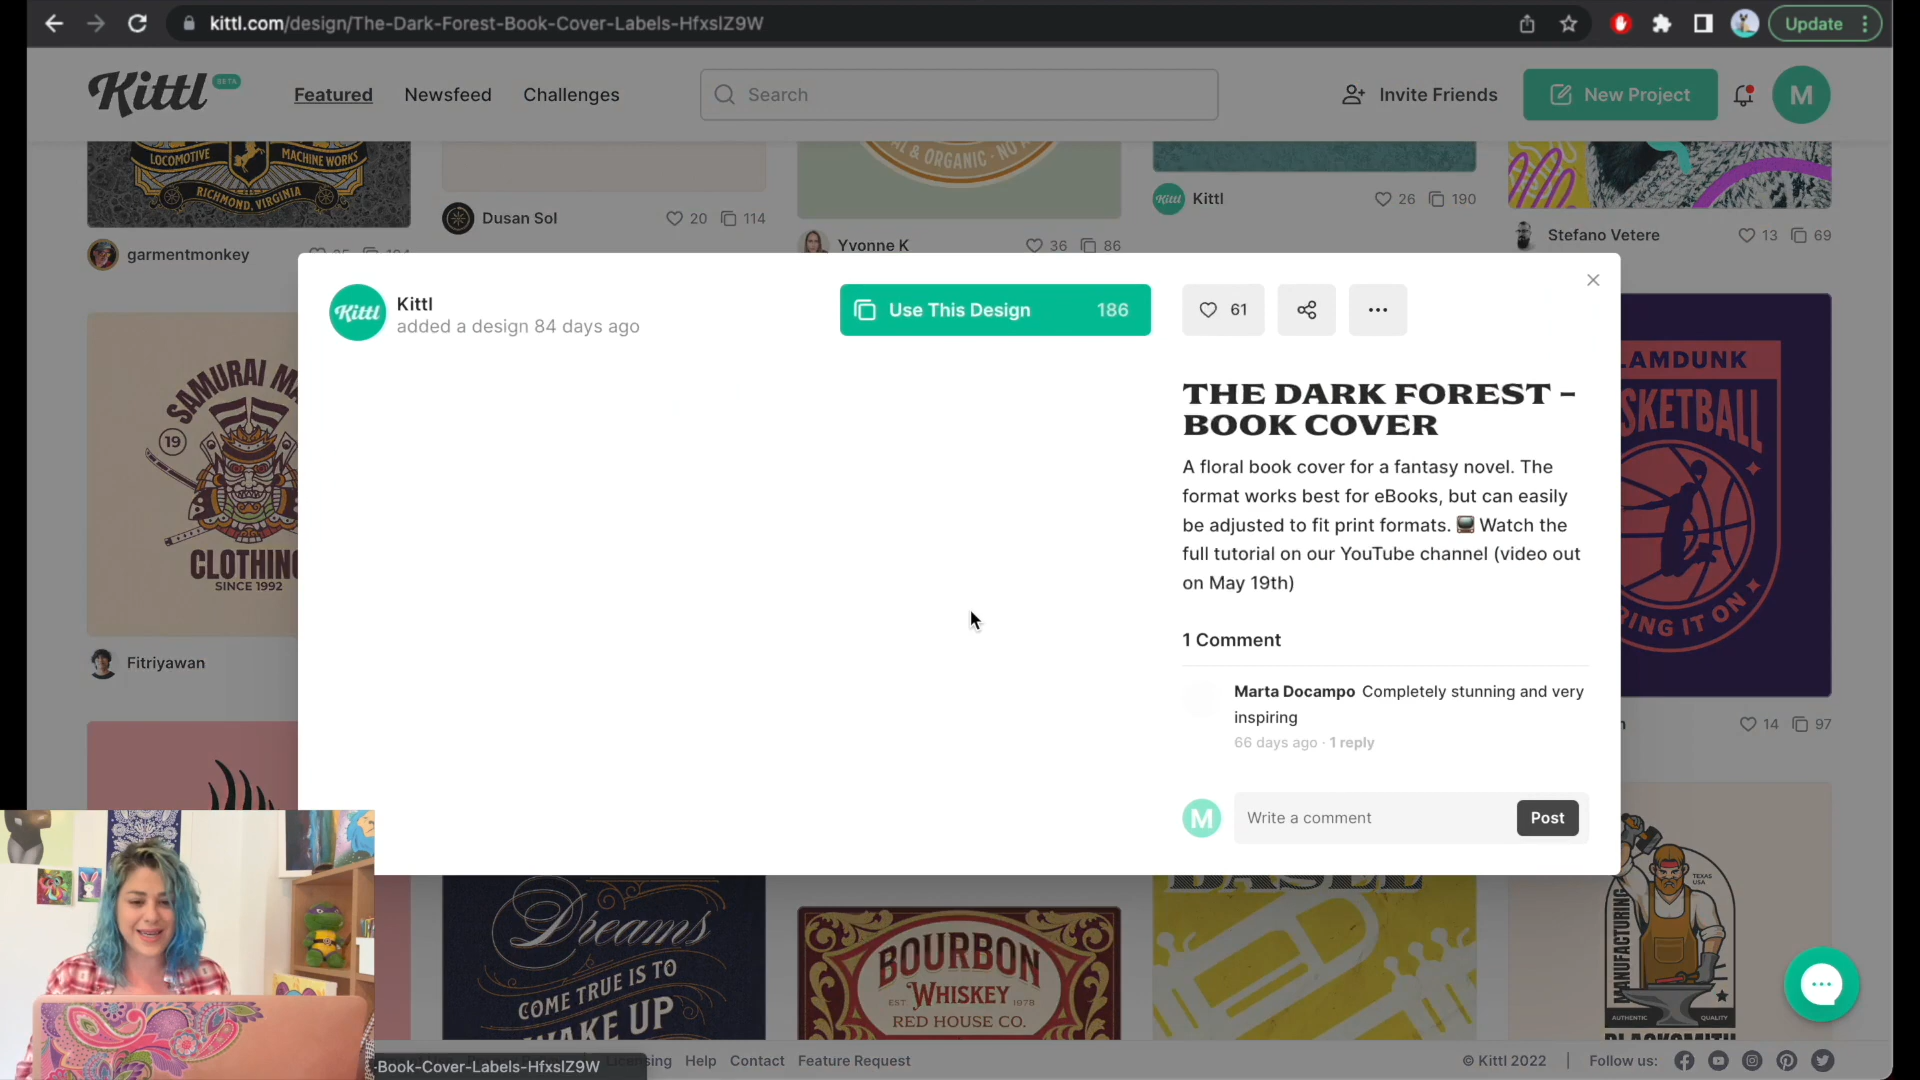 kittl.com/design/The-Dark-Forest-Book-Cover-Labels-HfxslZ9W
Update
Kittl
BETA
Featured
Newsfeed
Challenges
Search
Invite Friends
New Project
M
LOCOMOTIVE MACHINE WORKS
RICHMOND, VIRGINIA
& ORGANIC · NO
garmentmonkey
Dusan Sol
20
114
Yvonne K
36
86
Kittl
Kittl
26
190
Stefano Vetere
13
69
Kittl
Kittl
added a design 84 days ago
Use This Design
186
61
THE DARK FOREST –
BOOK COVER
A floral book cover for a fantasy novel. The
format works best for eBooks, but can easily
be adjusted to fit print formats. 📺 Watch the
full tutorial on our YouTube channel (video out
on May 19th)
1 Comment
Marta Docampo Completely stunning and very
inspiring
66 days ago · 1 reply
M
Write a comment
Post
SAMURAI
19
CLOTHING
SINCE 1992
Fitriyawan
14
97
Dreams
COME TRUE IS TO
WAKE UP
BOURBON
EST.
WHISKEY
1978
RED HOUSE CO.
TEXAS
USA
MANUFACTURING
AUTHENTIC
QUALITY
BLACKSMITH
-Book-Cover-Labels-HfxslZ9W
Help
Contact
Feature Request
© Kittl 2022
|
Follow us: